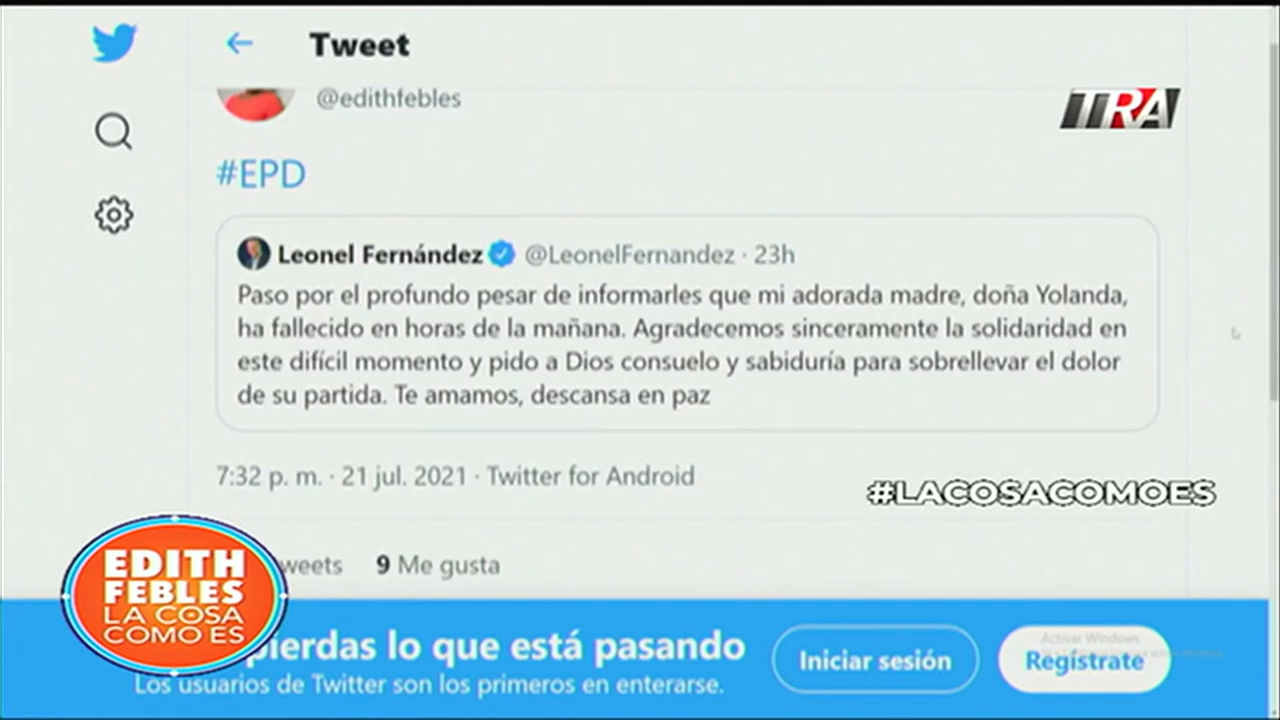 Tweet
@edithfebles
TRA
#EPD
Leonel Fernández @LeonelFernandez · 23h
Paso por el profundo pesar de informarles que mi adorada madre, doña Yolanda,
ha fallecido en horas de la mañana. Agradecemos sinceramente la solidaridad en
este difícil momento y pido a Dios consuelo y sabiduría para sobrellevar el dolor
de su partida. Te amamos, descansa en paz
7:32 p. m. · 21 jul. 2021 · Twitter for Android
#LACOSACOMOES
9 Me gusta
EDITH
FEBLES
LA COSA
COMO ES
pierdas lo que está pasando
Los usuarios de Twitter son los primeros en enterarse.
Iniciar sesión
Regístrate
Activar Windows